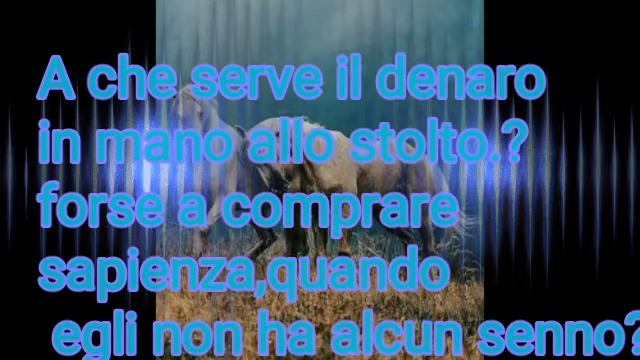 A che serve il denaro
in mano allo stolto.?
forse a comprare
sapienza,quando
egli non ha alcun senno?